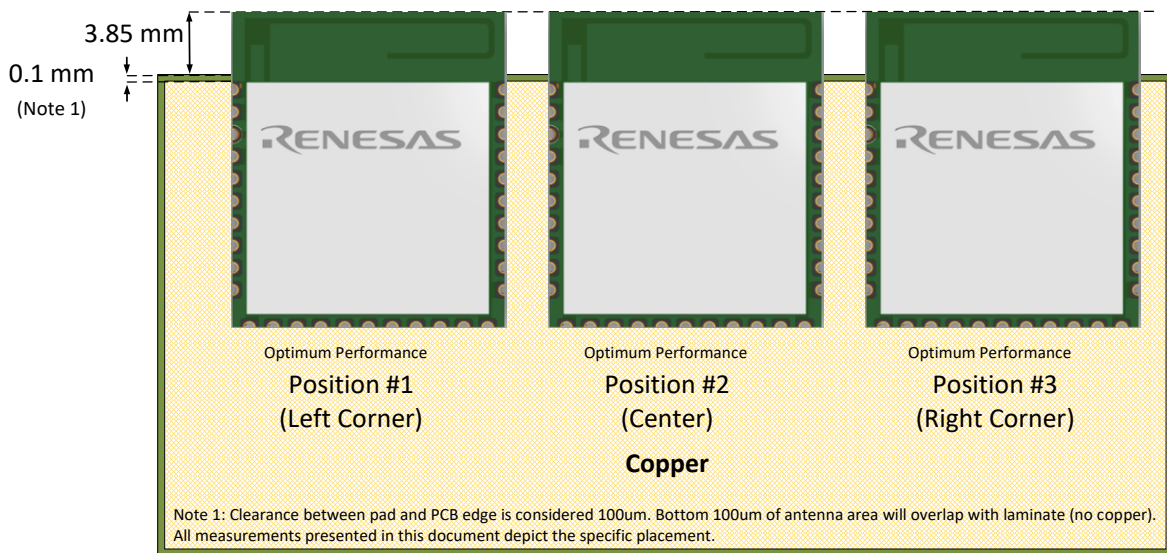 3.85 mm
0.1 mm
(Note 1)
RENESAS RENESAS RENESAS
Optimum Performance Optimum Performance Optimum Performance
Position #1 Position #2 Position #3
(Left Corner) (Center) (Right Corner)
Copper
Note 1: Clearance between pad and PCB edge is considered 100um. Bottom 100um of antenna area will overlap with laminate (no copper).
All measurements presented in this document depict the specific placement.